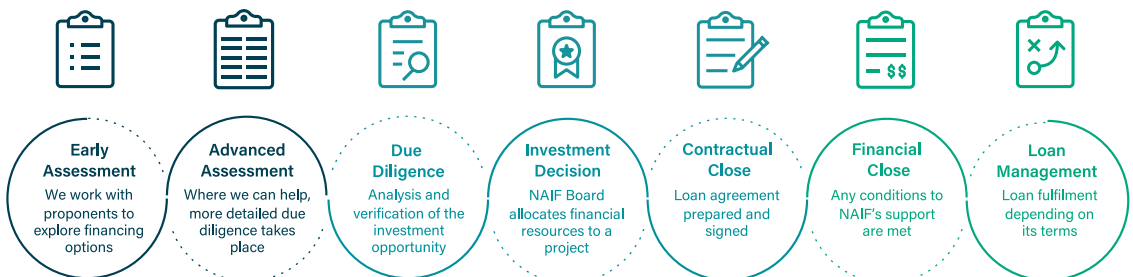 $$
Early
Assessment
We work with
proponents to
explore financing
options
Advanced
Assessment
Where we can help,
more detailed due
diligence takes
place
Due
Diligence
Analysis and
verification of the
investment
opportunity
Investment
Decision
NAIF Board
allocates financial
resources to a
project
Contractual
Close
Loan agreement
prepared and
signed
Financial
Close
Any conditions to
NAIF's support
are met
Loan
Management
Loan fulfilment
depending on
its terms